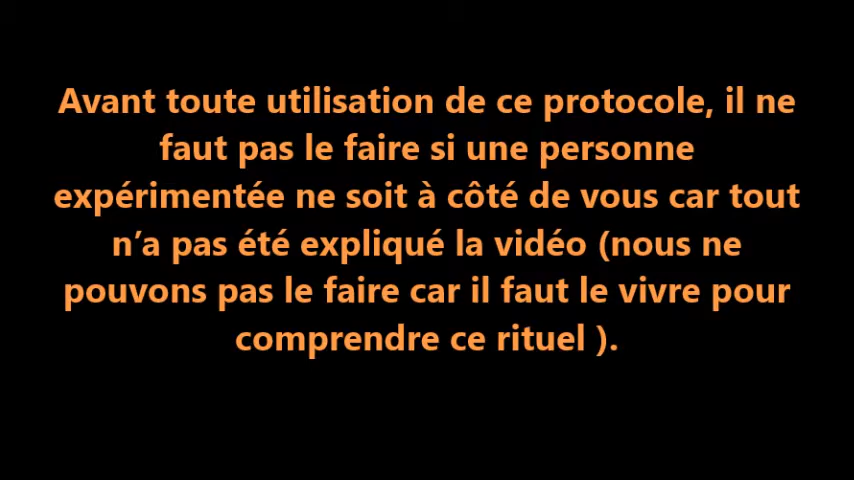 Avant toute utilisation de ce protocole, il ne
faut pas le faire si une personne
expérimentée ne soit à côté de vous car tout
n’a pas été expliqué la vidéo (nous ne
pouvons pas le faire car il faut le vivre pour
comprendre ce rituel ).